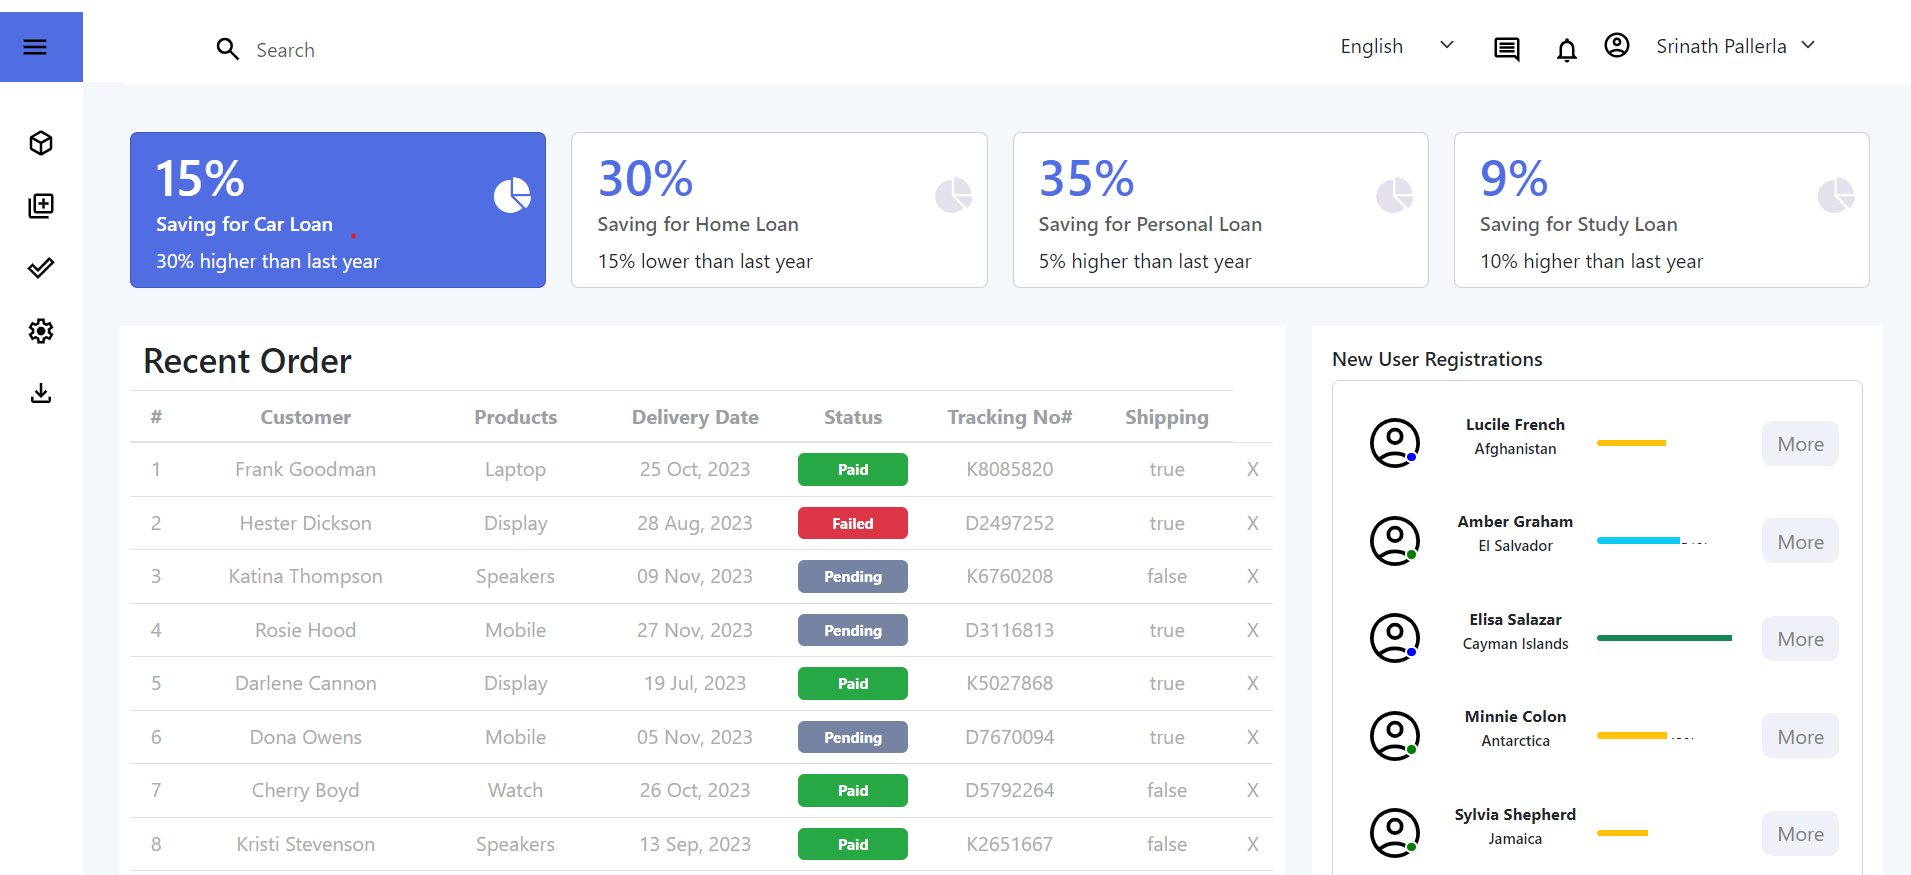 Search
English
Srinath Pallerla
15%
Saving for Car Loan
30% higher than last year
30%
Saving for Home Loan
15% lower than last year
35%
Saving for Personal Loan
5% higher than last year
9%
Saving for Study Loan
10% higher than last year
Recent Order
# Customer Products Delivery Date Status Tracking No# Shipping
1 Frank Goodman Laptop 25 Oct, 2023 Paid K8085820 true X
2 Hester Dickson Display 28 Aug, 2023 Failed D2497252 true X
3 Katina Thompson Speakers 09 Nov, 2023 Pending K6760208 false X
4 Rosie Hood Mobile 27 Nov, 2023 Pending D3116813 true X
5 Darlene Cannon Display 19 Jul, 2023 Paid K5027868 true X
6 Dona Owens Mobile 05 Nov, 2023 Pending D7670094 true X
7 Cherry Boyd Watch 26 Oct, 2023 Paid D5792264 false X
8 Kristi Stevenson Speakers 13 Sep, 2023 Paid K2651667 false X
New User Registrations
Lucile French
Afghanistan
More
Amber Graham
El Salvador
More
Elisa Salazar
Cayman Islands
More
Minnie Colon
Antarctica
More
Sylvia Shepherd
Jamaica
More